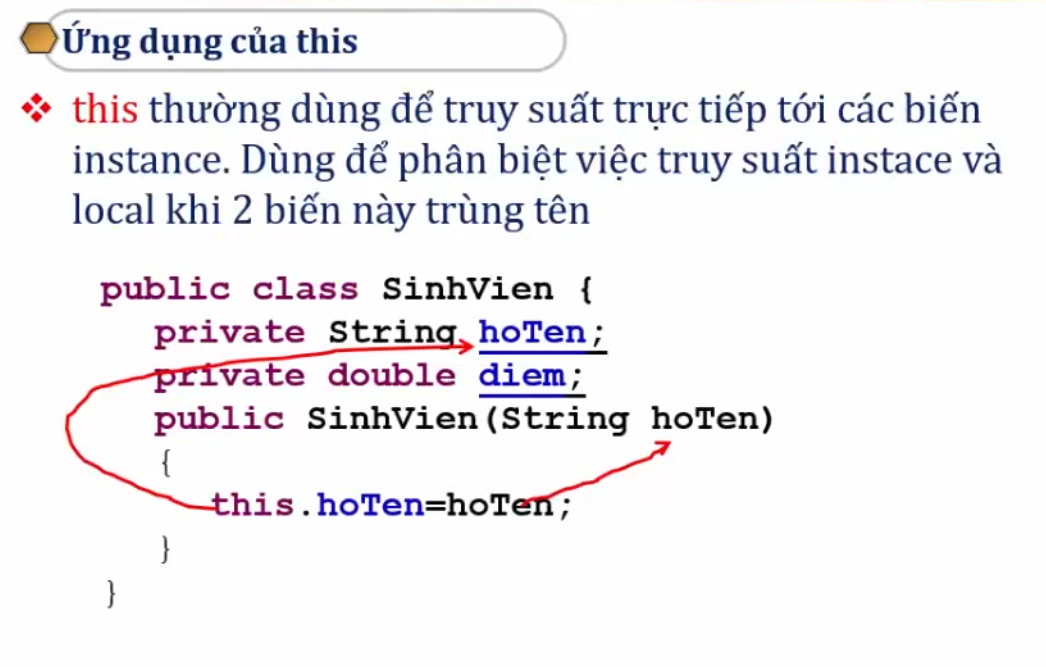 Ứng dụng của this
this thường dùng để truy suất trực tiếp tới các biến
instance. Dùng để phân biệt việc truy suất instace và
local khi 2 biến này trùng tên
public class SinhVien {
private String hoTen;
private double diem;
public SinhVien(String hoTen)
{
this.hoTen=hoTen;
}
}